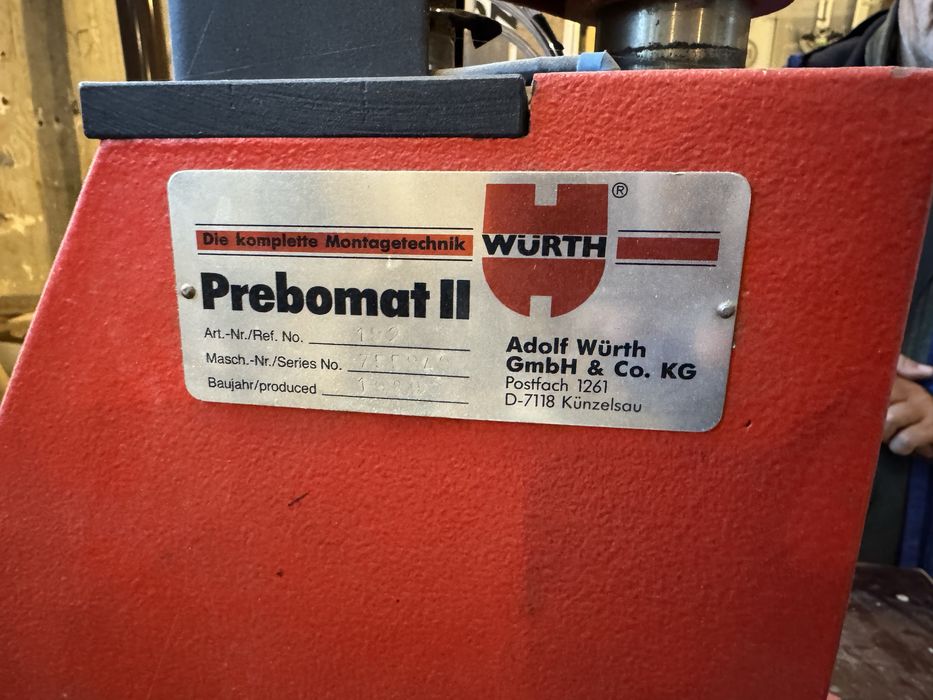 ®
Die komplette Montagetechnik
WÜRTH
Prebomat II
Art.-Nr./Ref. No.
Masch.-Nr./Series No.
Baujahr/produced
Adolf Würth
GmbH & Co. KG
Postfach 1261
D-7118 Künzelsau